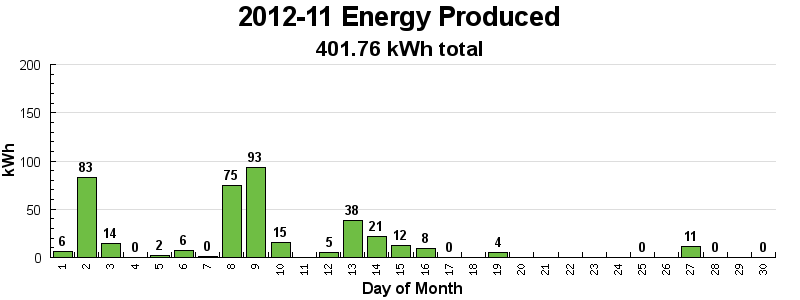 2012-11 Energy Produced
401.76 kWh total
200
150
100
50
0
kWh
6 83 14 0 2 6 0 75 93 15 5 38 21 12 8 0 4 0 11 0 0
1 2 3 4 5 6 7 8 9 10 11 12 13 14 15 16 17 18 19 20 21 22 23 24 25 26 27 28 29 30
Day of Month